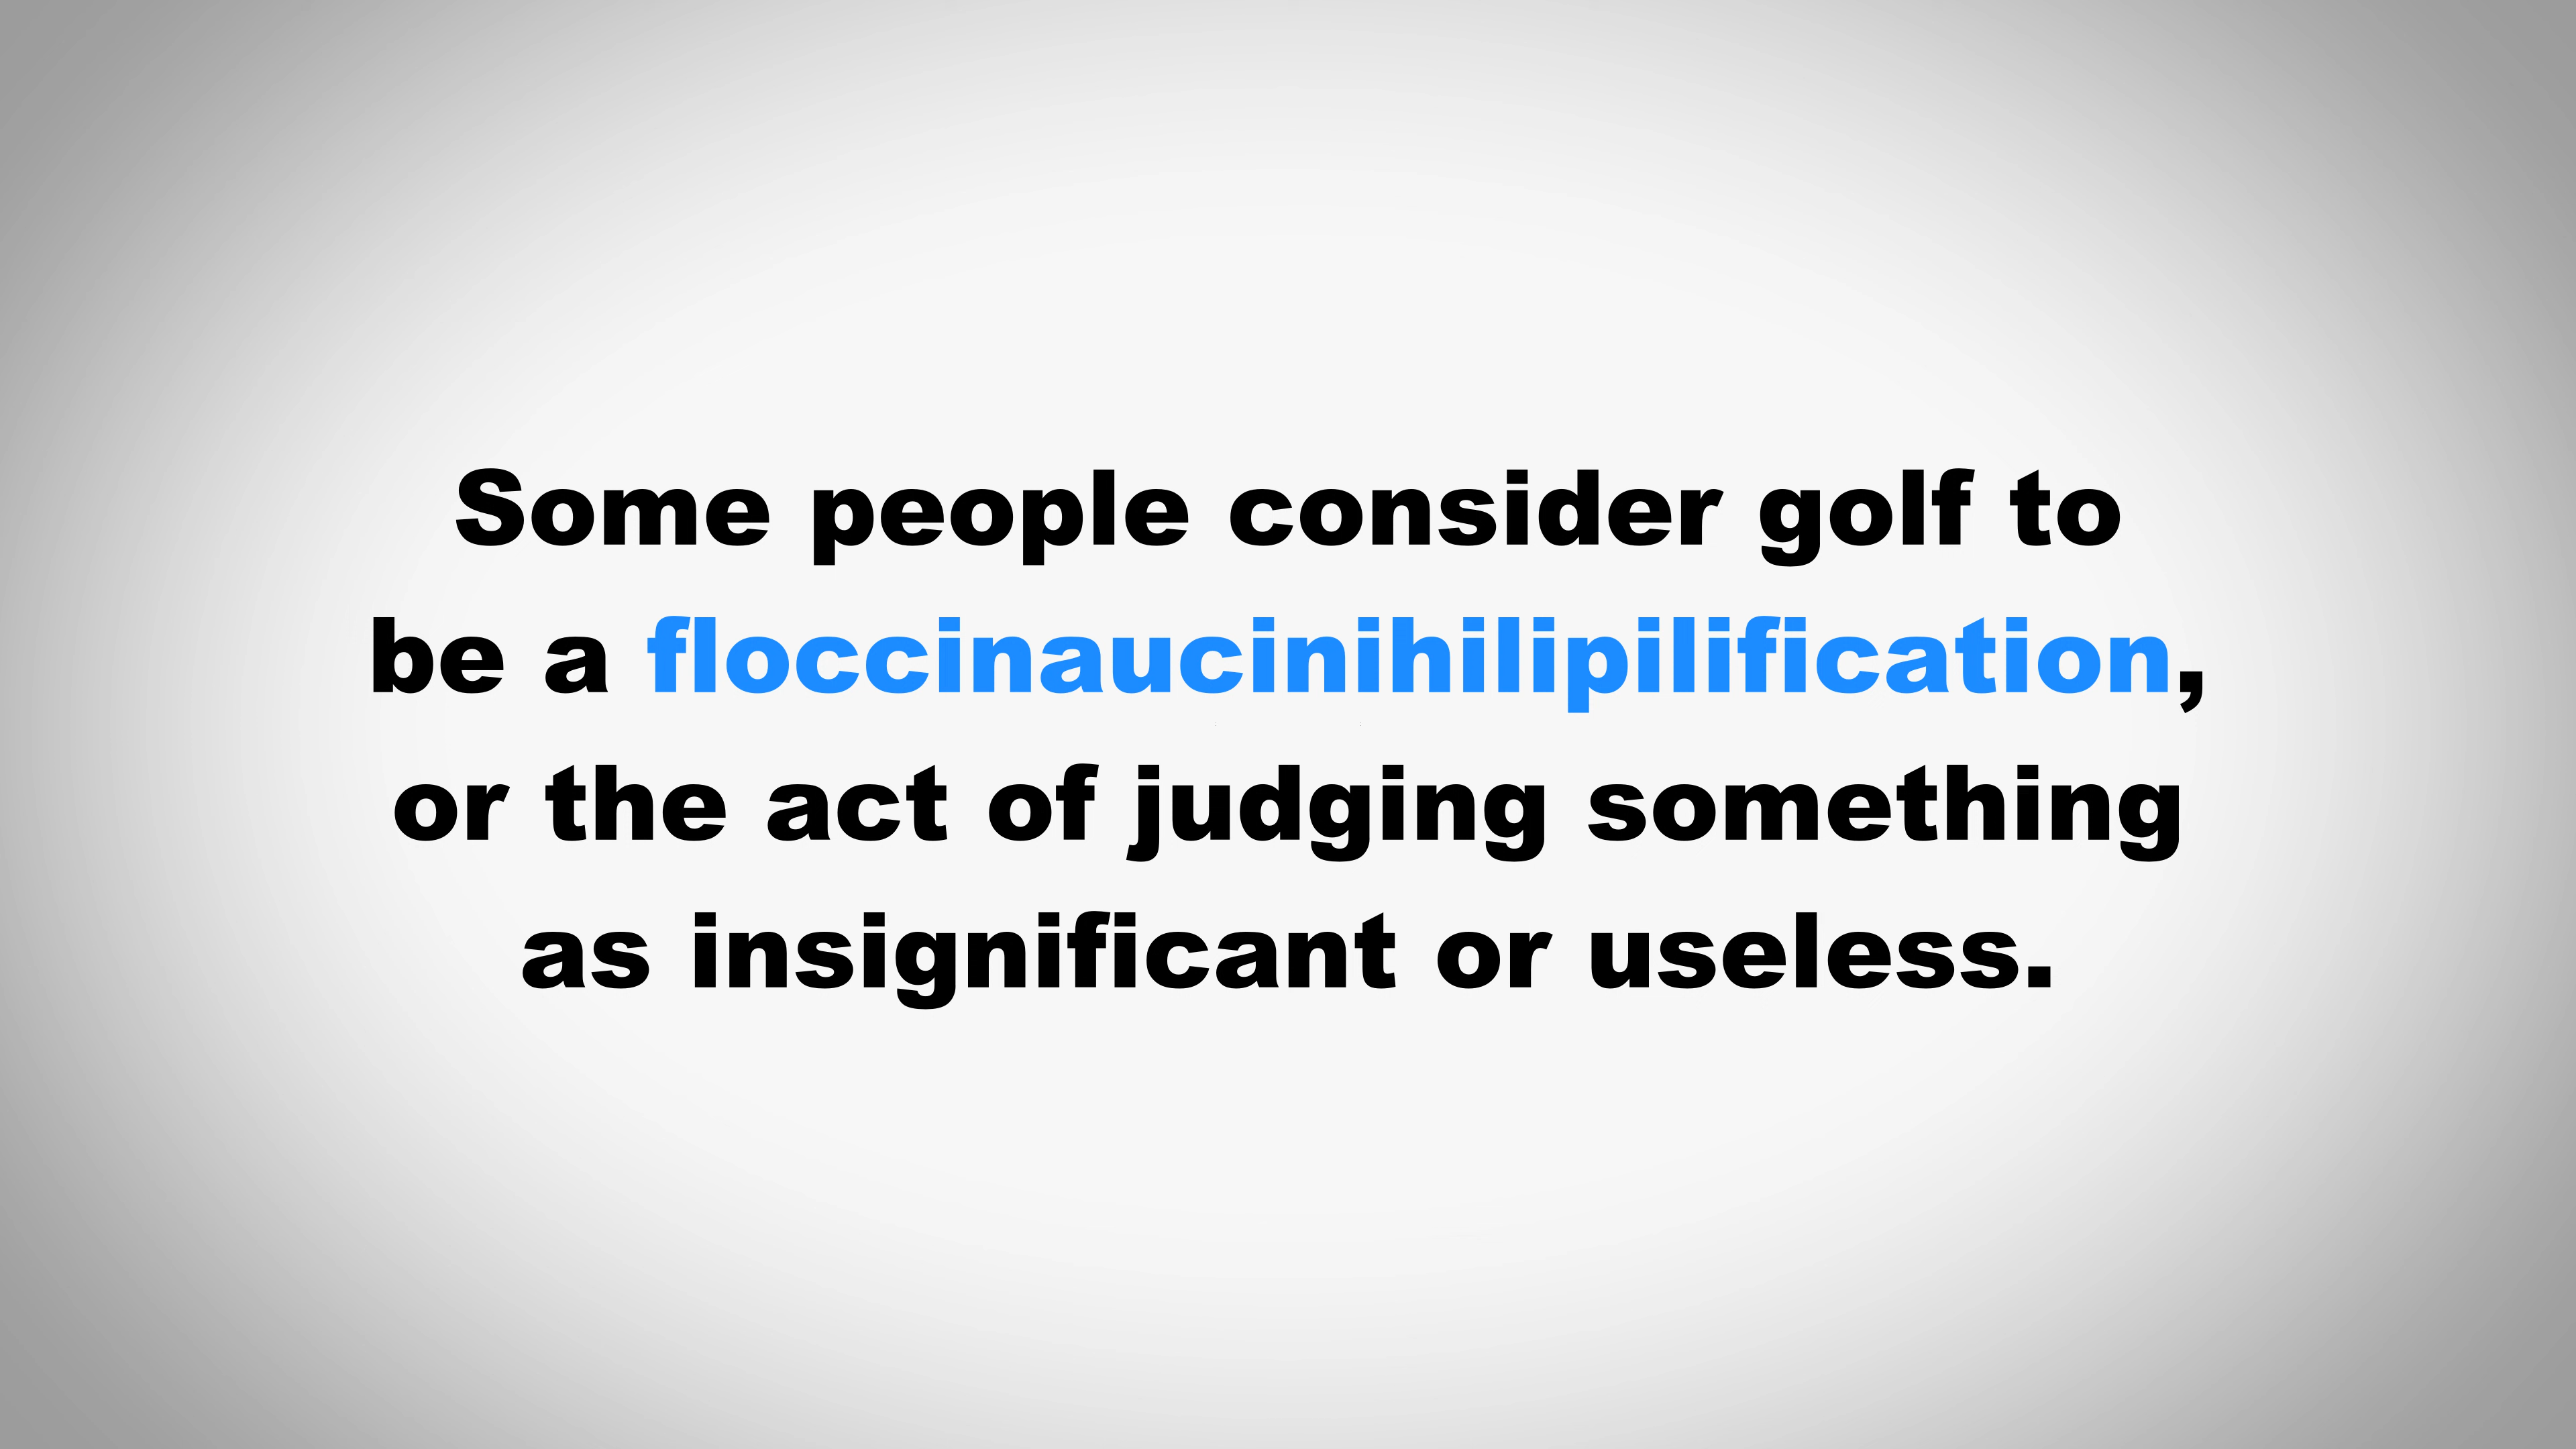 Some people consider golf to
be a floccinaucinihilipilification,
or the act of judging something
as insignificant or useless.